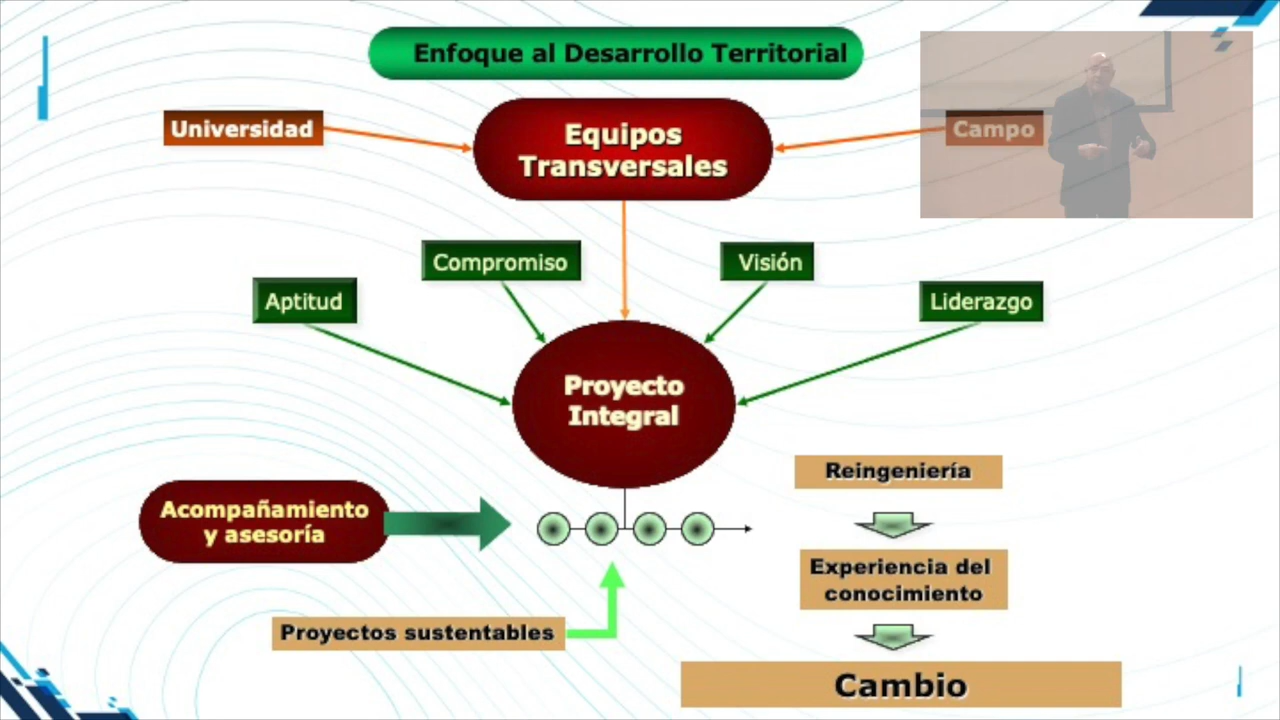 Enfoque al Desarrollo Territorial
Universidad
Equipos
Transversales
Campo
Compromiso
Visión
Aptitud
Liderazgo
Proyecto
Integral
Reingeniería
Acompañamiento
y asesoría
Experiencia del
conocimiento
Proyectos sustentables
Cambio